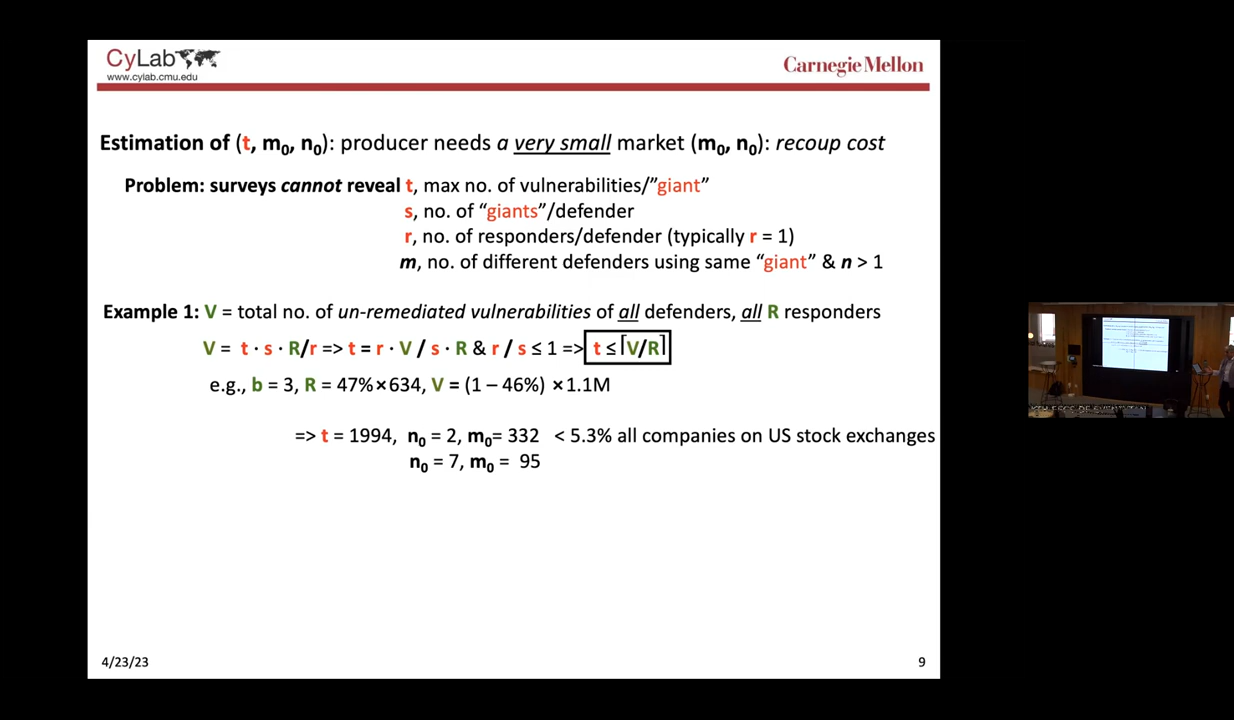 CyLab
www.cylab.cmu.edu
Carnegie Mellon
Estimation of (t, m₀, n₀): producer needs a very small market (m₀, n₀): recoup cost
Problem: surveys cannot reveal t, max no. of vulnerabilities/”giant”
s, no. of “giants”/defender
r, no. of responders/defender (typically r = 1)
m, no. of different defenders using same “giant” & n > 1
Example 1: V = total no. of un-remediated vulnerabilities of all defenders, all R responders
V = t · s · R/r => t = r · V / s · R & r / s ≤ 1 => t ≤ ⌈V/R⌉
e.g., b = 3, R = 47% × 634, V = (1 – 46%) × 1.1M
=> t = 1994, n₀ = 2, m₀= 332 < 5.3% all companies on US stock exchanges
n₀ = 7, m₀ = 95
4/23/23
9